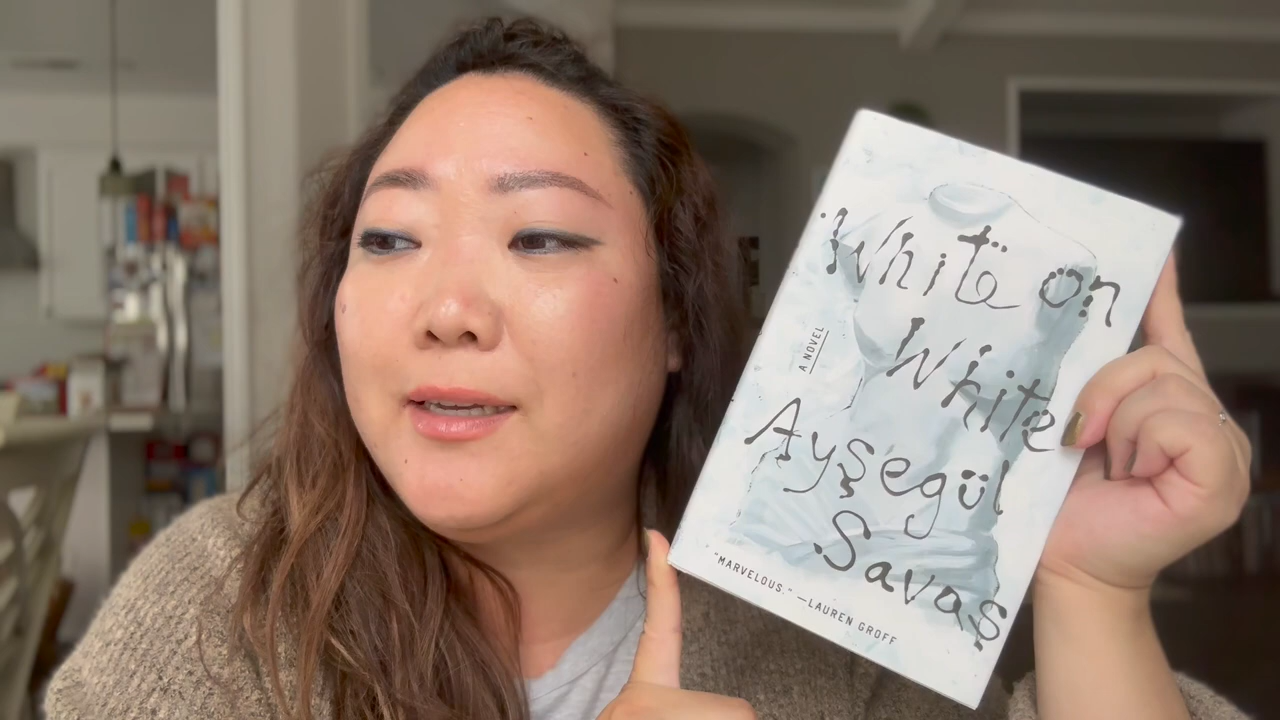 White on
White
A NOVEL
Ayşegül
Savaş
"MARVELOUS." —LAUREN GROFF